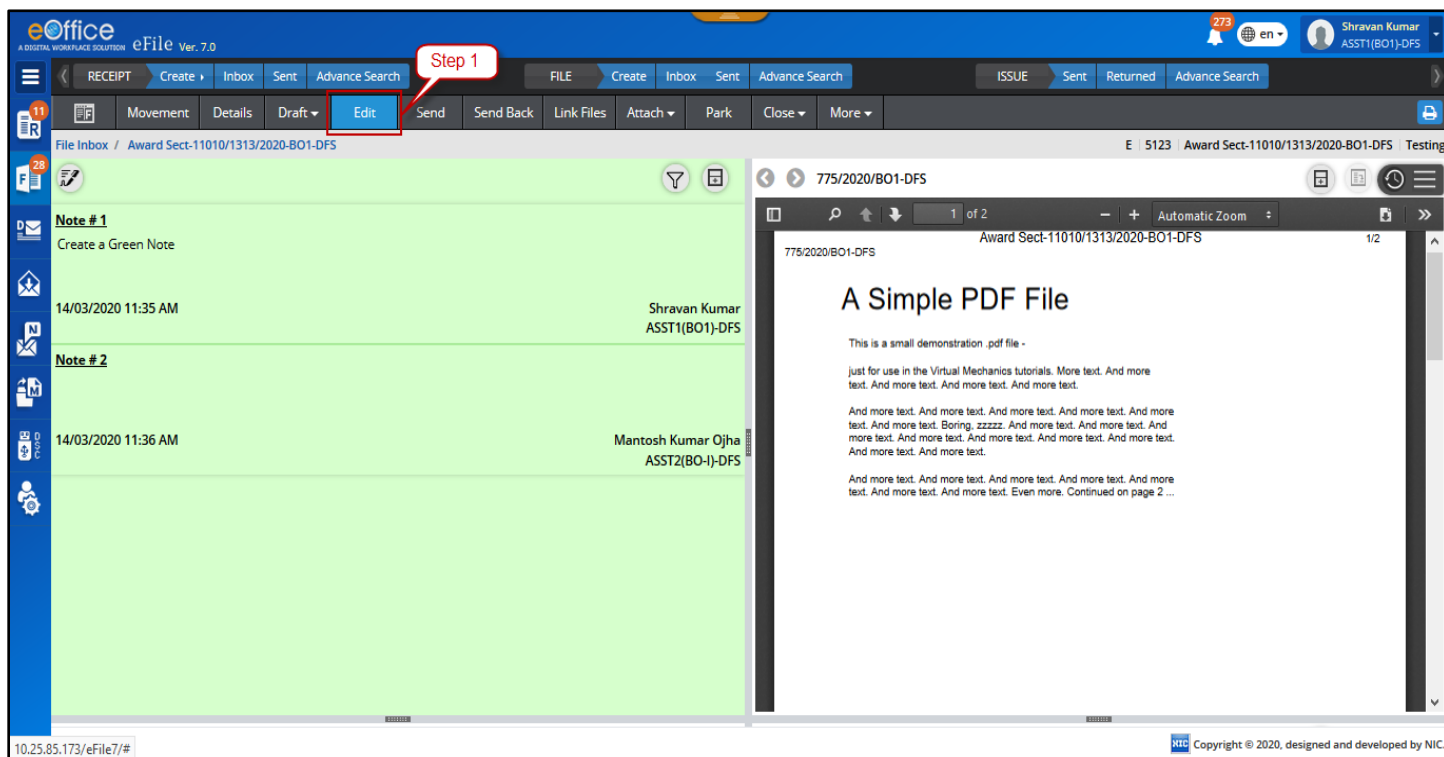 eOffice
A DIGITAL WORKPLACE SOLUTION eFile Ver. 7.0
273
en
Shravan Kumar
ASST1(BO1)-DFS
Step 1
RECEIPT Create Inbox Sent Advance Search FILE Create Inbox Sent Advance Search ISSUE Sent Returned Advance Search
11
R
F Movement Details Draft Edit Send Send Back Link Files Attach Park Close More
File Inbox / Award Sect-11010/1313/2020-BO1-DFS
E | 5123 | Award Sect-11010/1313/2020-BO1-DFS | Testing
28
F
D
N
M
DSC
Note # 1
Create a Green Note
14/03/2020 11:35 AM
Shravan Kumar
ASST1(BO1)-DFS
Note # 2
14/03/2020 11:36 AM
Mantosh Kumar Ojha
ASST2(BO-I)-DFS
775/2020/BO1-DFS
1 of 2
Automatic Zoom
Award Sect-11010/1313/2020-BO1-DFS
1/2
775/2020/BO1-DFS
A Simple PDF File
This is a small demonstration .pdf file -
just for use in the Virtual Mechanics tutorials. More text. And more
text. And more text. And more text. And more text.
And more text. And more text. And more text. And more text. And more
text. And more text. Boring, zzzzz. And more text. And more text. And
more text. And more text. And more text. And more text. And more text.
And more text. And more text.
And more text. And more text. And more text. And more text. And more
text. And more text. And more text. Even more. Continued on page 2 ...
10.25.85.173/eFile7/#
NIC Copyright © 2020, designed and developed by NIC.